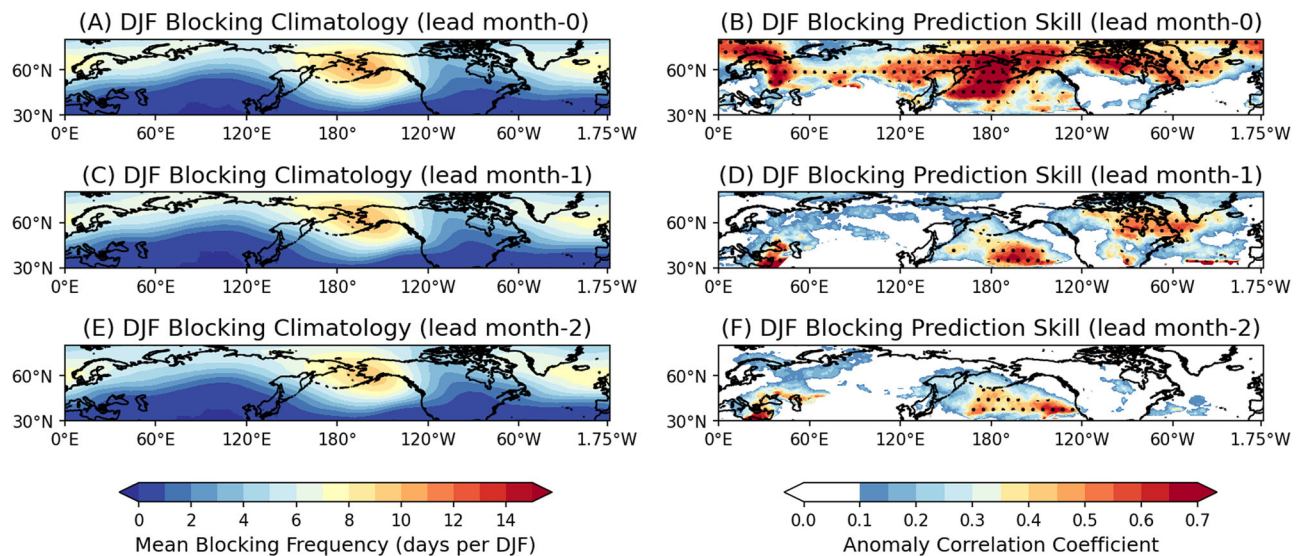 (A) DJF Blocking Climatology (lead month-0)
60°N
30°N
0°E 60°E 120°E 180° 120°W 60°W 1.75°W
(B) DJF Blocking Prediction Skill (lead month-0)
60°N
30°N
0°E 60°E 120°E 180° 120°W 60°W 1.75°W
(C) DJF Blocking Climatology (lead month-1)
60°N
30°N
0°E 60°E 120°E 180° 120°W 60°W 1.75°W
(D) DJF Blocking Prediction Skill (lead month-1)
60°N
30°N
0°E 60°E 120°E 180° 120°W 60°W 1.75°W
(E) DJF Blocking Climatology (lead month-2)
60°N
30°N
0°E 60°E 120°E 180° 120°W 60°W 1.75°W
(F) DJF Blocking Prediction Skill (lead month-2)
60°N
30°N
0°E 60°E 120°E 180° 120°W 60°W 1.75°W
0 2 4 6 8 10 12 14
Mean Blocking Frequency (days per DJF)
0.0 0.1 0.2 0.3 0.4 0.5 0.6 0.7
Anomaly Correlation Coefficient